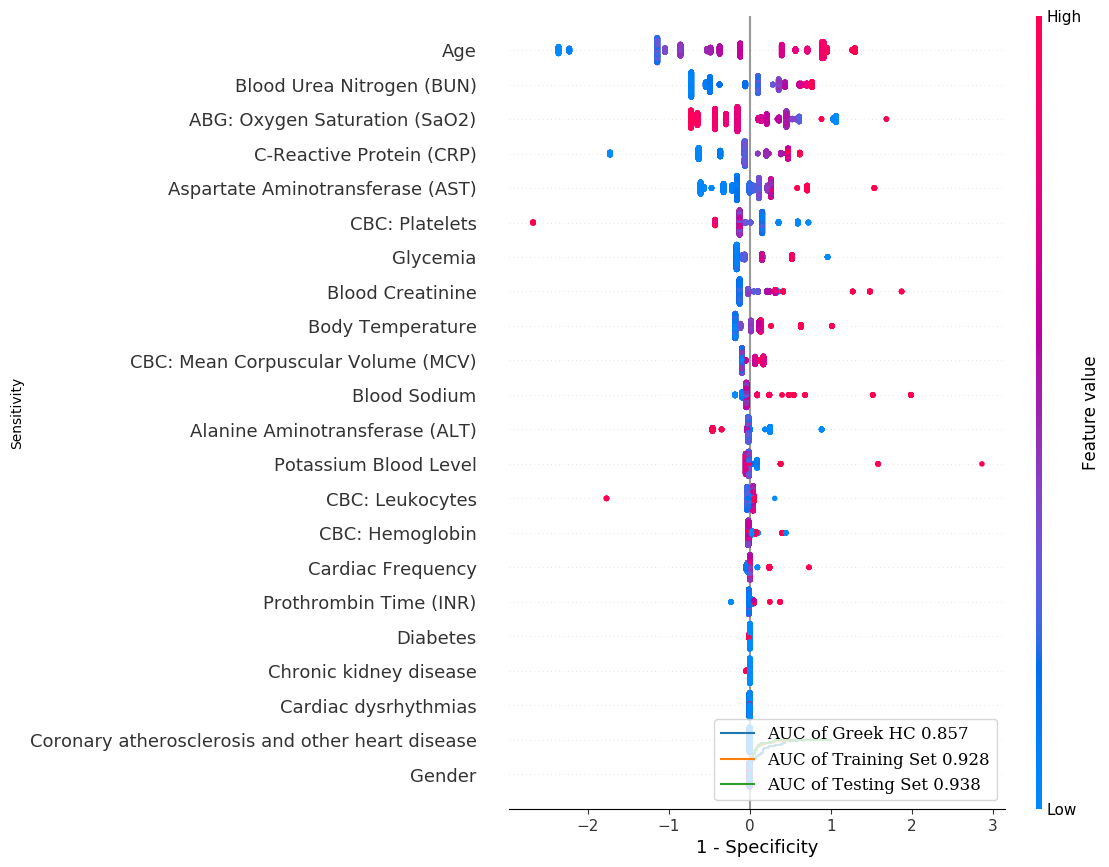 High
Age
Blood Urea Nitrogen (BUN)
ABG: Oxygen Saturation (SaO2)
C-Reactive Protein (CRP)
Aspartate Aminotransferase (AST)
CBC: Platelets
Glycemia
Blood Creatinine
Body Temperature
CBC: Mean Corpuscular Volume (MCV)
Blood Sodium
Alanine Aminotransferase (ALT)
Potassium Blood Level
CBC: Leukocytes
CBC: Hemoglobin
Cardiac Frequency
Prothrombin Time (INR)
Diabetes
Chronic kidney disease
Cardiac dysrhythmias
Coronary atherosclerosis and other heart disease
Gender
Sensitivity
Feature value
AUC of Greek HC 0.857
AUC of Training Set 0.928
AUC of Testing Set 0.938
Low
−2 −1 0 1 2 3
1 - Specificity